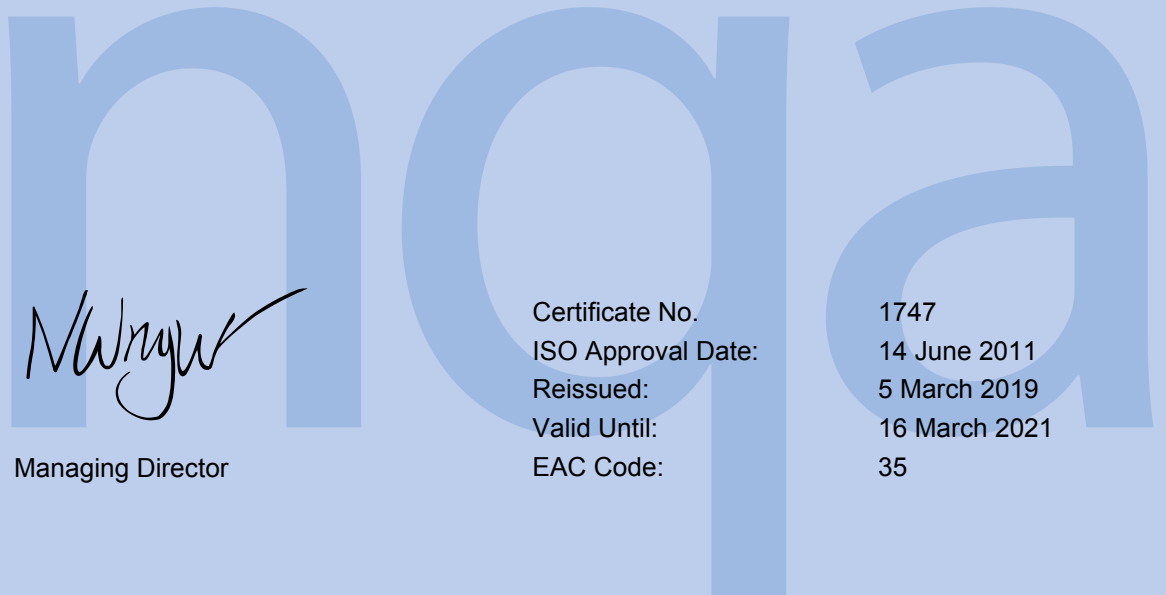 nqa
Certificate No. 1747
ISO Approval Date: 14 June 2011
Reissued: 5 March 2019
Valid Until: 16 March 2021
Managing Director
EAC Code: 35